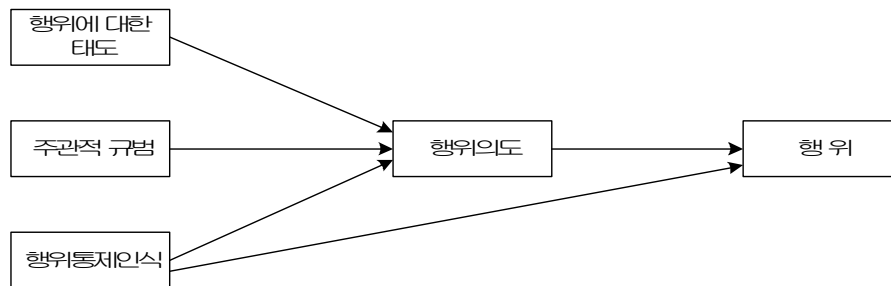 행위에 대한
태도
주관적 규범
행위의도
행 위
행위통제인식